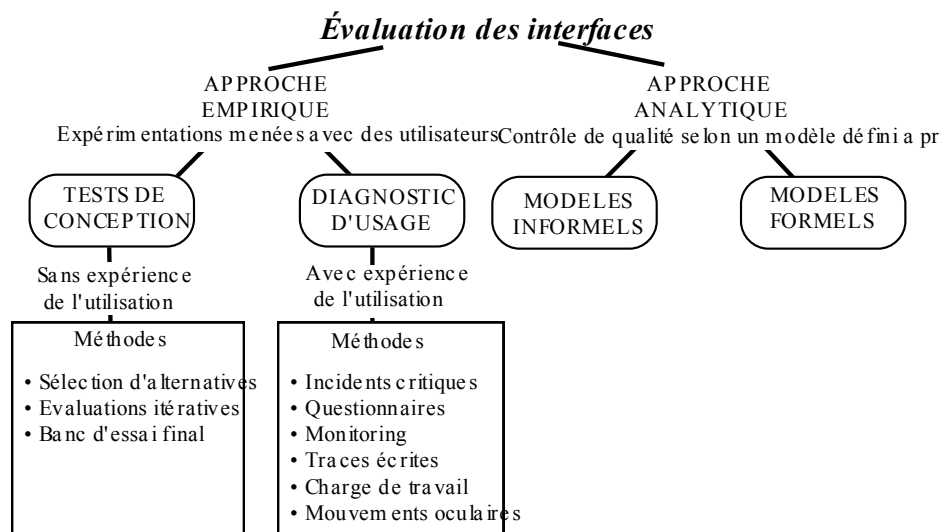 Évaluation des interfaces
APPROCHE
EMPIRIQUE
Expérimentations menées avec des utilisateurs
APPROCHE
ANALYTIQUE
Contrôle de qualité selon un modèle défini a pr
TESTS DE
CONCEPTION
DIAGNOSTIC
D'USAGE
MODELES
INFORMELS
MODELES
FORMELS
Sans expérience
de l'utilisation
Avec expérience
de l'utilisation
Méthodes
• Sélection d'alternatives
• Evaluations itératives
• Banc d'essai final
Méthodes
• Incidents critiques
• Questionnaires
• Monitoring
• Traces écrites
• Charge de travail
• Mouvements oculaires